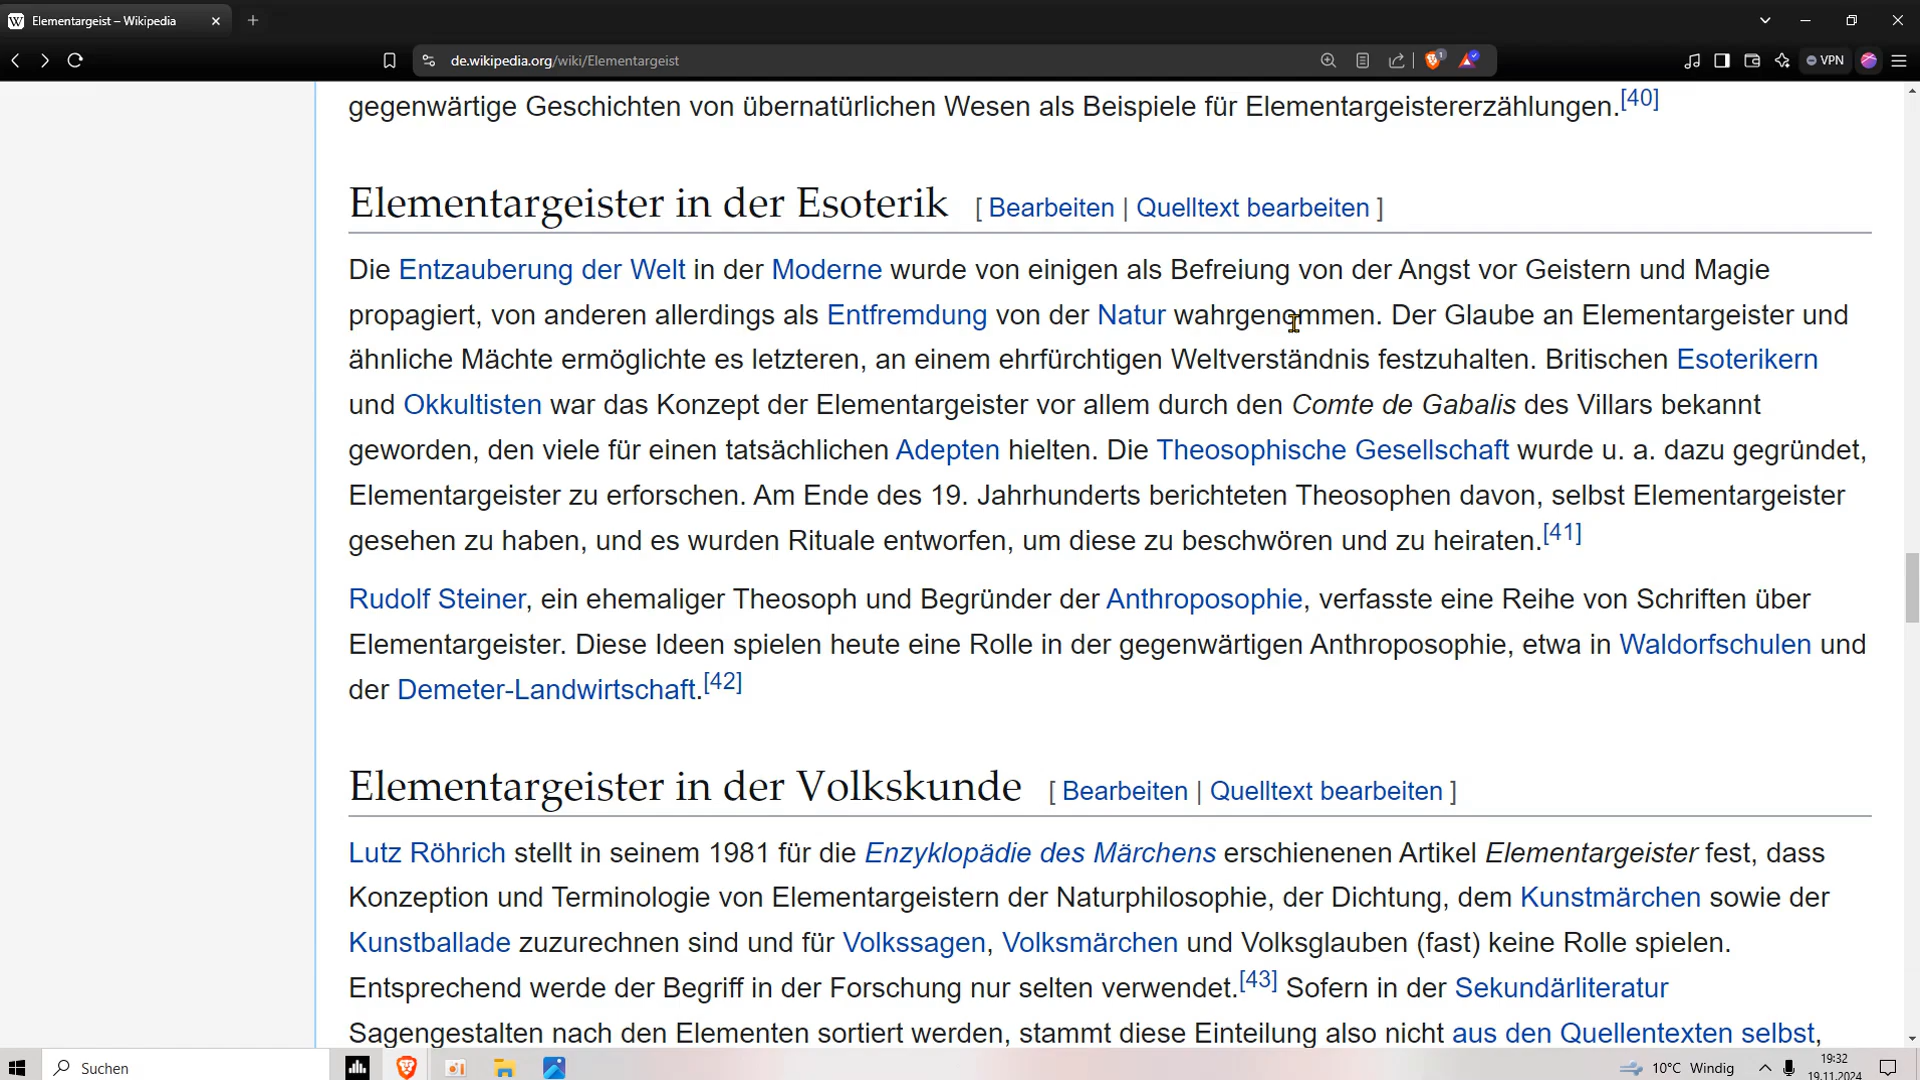 Elementargeist – Wikipedia
de.wikipedia.org/wiki/Elementargeist
1
VPN
gegenwärtige Geschichten von übernatürlichen Wesen als Beispiele für Elementargeistererzählungen.[40]
Elementargeister in der Esoterik [ Bearbeiten | Quelltext bearbeiten ]
Die Entzauberung der Welt in der Moderne wurde von einigen als Befreiung von der Angst vor Geistern und Magie
propagiert, von anderen allerdings als Entfremdung von der Natur wahrgenommen. Der Glaube an Elementargeister und
ähnliche Mächte ermöglichte es letzteren, an einem ehrfürchtigen Weltverständnis festzuhalten. Britischen Esoterikern
und Okkultisten war das Konzept der Elementargeister vor allem durch den Comte de Gabalis des Villars bekannt
geworden, den viele für einen tatsächlichen Adepten hielten. Die Theosophische Gesellschaft wurde u. a. dazu gegründet,
Elementargeister zu erforschen. Am Ende des 19. Jahrhunderts berichteten Theosophen davon, selbst Elementargeister
gesehen zu haben, und es wurden Rituale entworfen, um diese zu beschwören und zu heiraten.[41]
Rudolf Steiner, ein ehemaliger Theosoph und Begründer der Anthroposophie, verfasste eine Reihe von Schriften über
Elementargeister. Diese Ideen spielen heute eine Rolle in der gegenwärtigen Anthroposophie, etwa in Waldorfschulen und
der Demeter-Landwirtschaft.[42]
Elementargeister in der Volkskunde [ Bearbeiten | Quelltext bearbeiten ]
Lutz Röhrich stellt in seinem 1981 für die Enzyklopädie des Märchens erschienenen Artikel Elementargeister fest, dass
Konzeption und Terminologie von Elementargeistern der Naturphilosophie, der Dichtung, dem Kunstmärchen sowie der
Kunstballade zuzurechnen sind und für Volkssagen, Volksmärchen und Volksglauben (fast) keine Rolle spielen.
Entsprechend werde der Begriff in der Forschung nur selten verwendet.[43] Sofern in der Sekundärliteratur
Sagengestalten nach den Elementen sortiert werden, stammt diese Einteilung also nicht aus den Quellentexten selbst,
Suchen
10°C Windig
19:32
19.11.2024